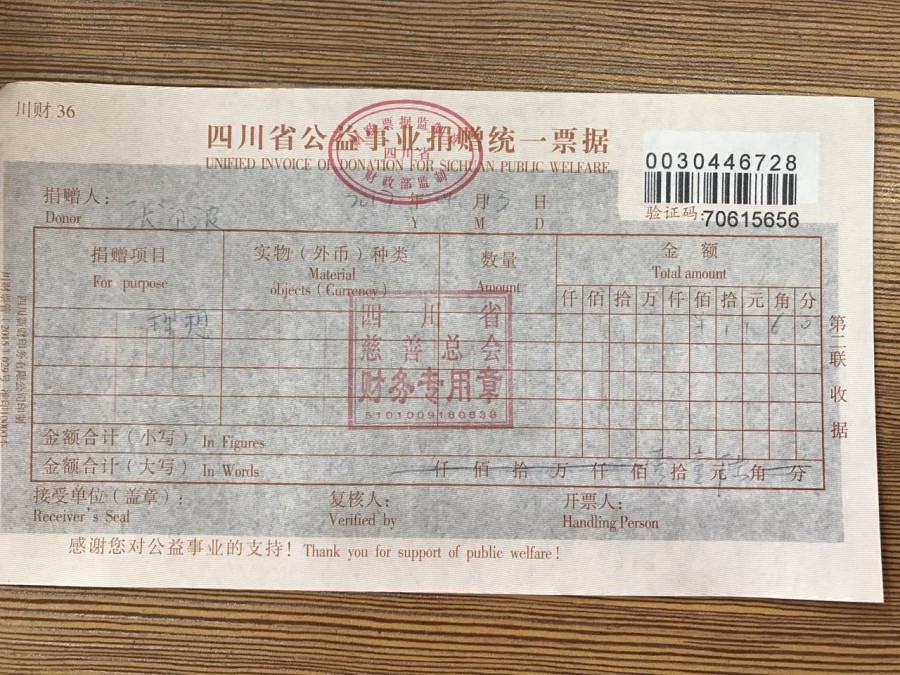 川财 36
四川省公益事业捐赠统一票据
UNIFIED INVOICE OF DONATION FOR SICHUAN PUBLIC WELFARE
四川省
财政部监制
0030446728
验证码:70615656
捐赠人：
Donor
年 月 日
Y M D
捐赠项目
For purpose
实物（外币）种类
Material
objects (Currency)
数量
Amount
金额
Total amount
仟 佰 拾 万 仟 佰 拾 元 角 分
理想
四川省
慈善总会
财务专用章
5101009180838
金额合计（小写） In Figures
金额合计（大写） In Words 仟 佰 拾 万 仟 佰 拾 元 角 分
接受单位（盖章）： 复核人： 开票人：
Receiver's Seal Verified by Handling Person
感谢您对公益事业的支持！ Thank you for support of public welfare!
第二联收据